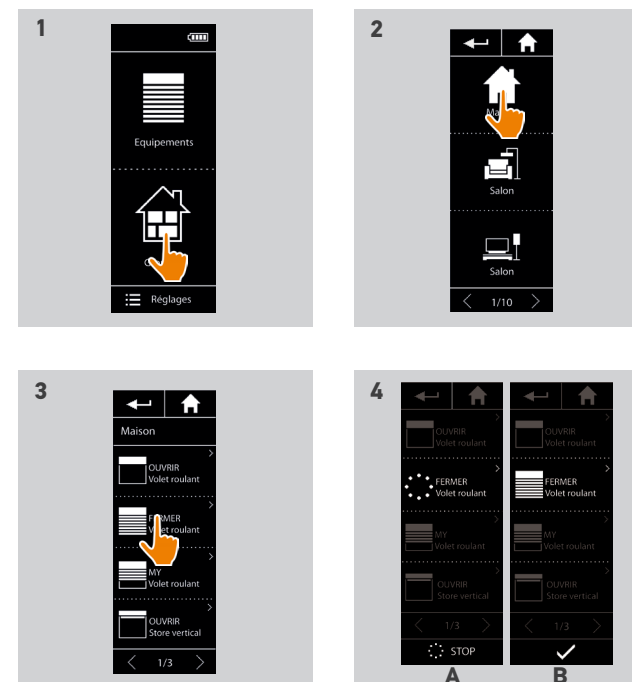 1
Equipements
Réglages
2
Salon
Salon
1/10
3
Maison
OUVRIR
Volet roulant
FERMER
Volet roulant
MY
Volet roulant
OUVRIR
Store vertical
1/3
4
OUVRIR
Volet roulant
FERMER
Volet roulant
MY
Volet roulant
OUVRIR
Store vertical
1/3
STOP
A
OUVRIR
Volet roulant
FERMER
Volet roulant
MY
Volet roulant
OUVRIR
Store vertical
1/3
B